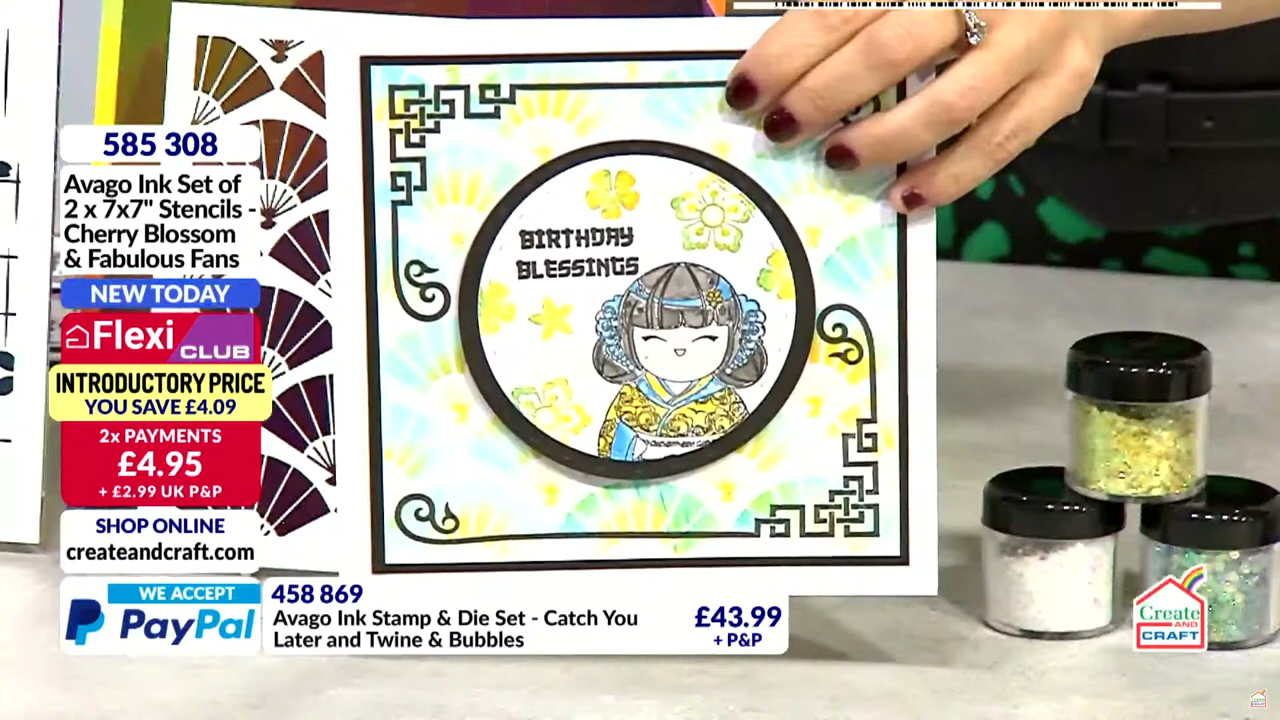 585 308
Avago Ink Set of
2 x 7x7" Stencils -
Cherry Blossom
& Fabulous Fans
NEW TODAY
Flexi
CLUB
INTRODUCTORY PRICE
YOU SAVE £4.09
2x PAYMENTS
£4.95
+ £2.99 UK P&P
SHOP ONLINE
createandcraft.com
WE ACCEPT
PayPal
458 869
Avago Ink Stamp & Die Set - Catch You
Later and Twine & Bubbles
£43.99
+ P&P
BIRTHDAY
BLESSINGS
Create
AND
CRAFT